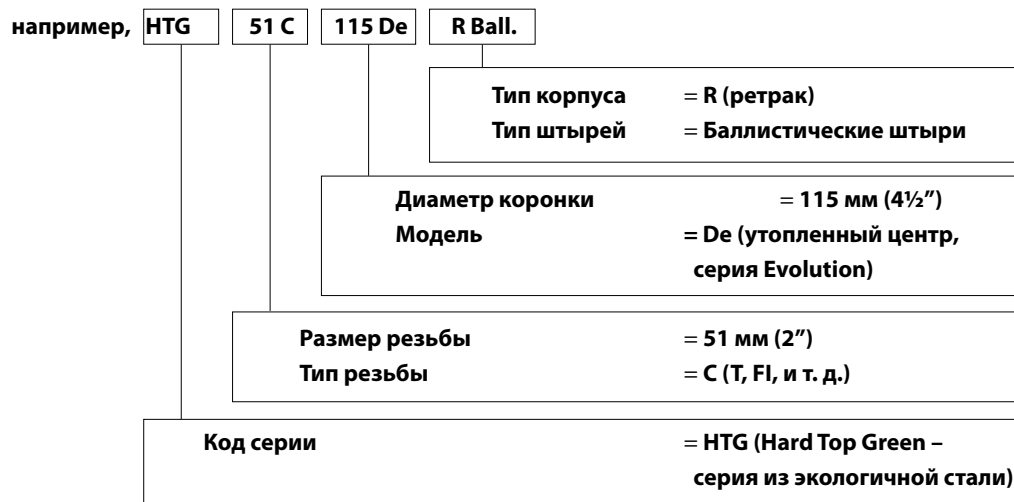 например, HTG 51 C 115 De R Ball.
Тип корпуса = R (ретрак)
Тип штырей = Баллистические штыри
Диаметр коронки = 115 мм (4½”)
Модель = De (утопленный центр,
серия Evolution)
Размер резьбы = 51 мм (2”)
Тип резьбы = C (T, FI, и т. д.)
Код серии = HTG (Hard Top Green –
серия из экологичной стали)